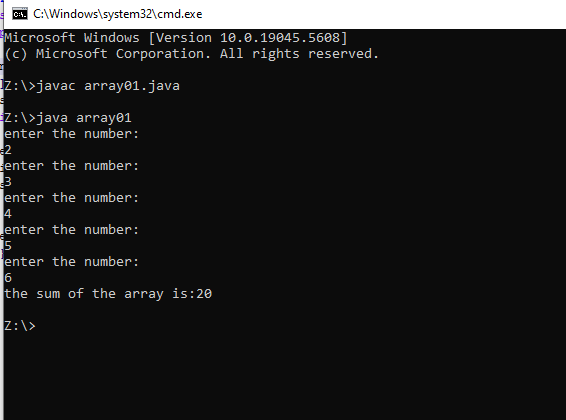 C:\Windows\system32\cmd.exe
Microsoft Windows [Version 10.0.19045.5608]
(c) Microsoft Corporation. All rights reserved.
Z:\>javac array01.java
Z:\>java array01
enter the number:
2
enter the number:
3
enter the number:
4
enter the number:
5
enter the number:
6
the sum of the array is:20
Z:\>